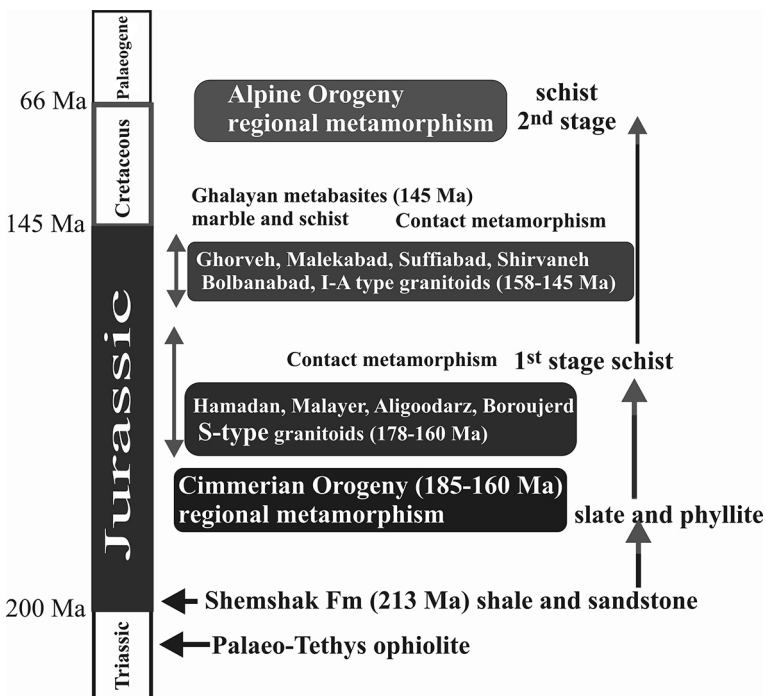 Palaeogene
66 Ma
Alpine Orogeny
regional metamorphism
schist
2nd stage
Cretaceous
Ghalayan metabasites (145 Ma)
marble and schist
Contact metamorphism
145 Ma
Ghorveh, Malekabad, Suffiabad, Shirvaneh
Bolbanabad, I-A type granitoids (158-145 Ma)
Jurassic
Contact metamorphism
1st stage schist
Hamadan, Malayer, Aligoodarz, Boroujerd
S-type granitoids (178-160 Ma)
Cimmerian Orogeny (185-160 Ma)
regional metamorphism
slate and phyllite
200 Ma
Shemshak Fm (213 Ma) shale and sandstone
Triassic
Palaeo-Tethys ophiolite